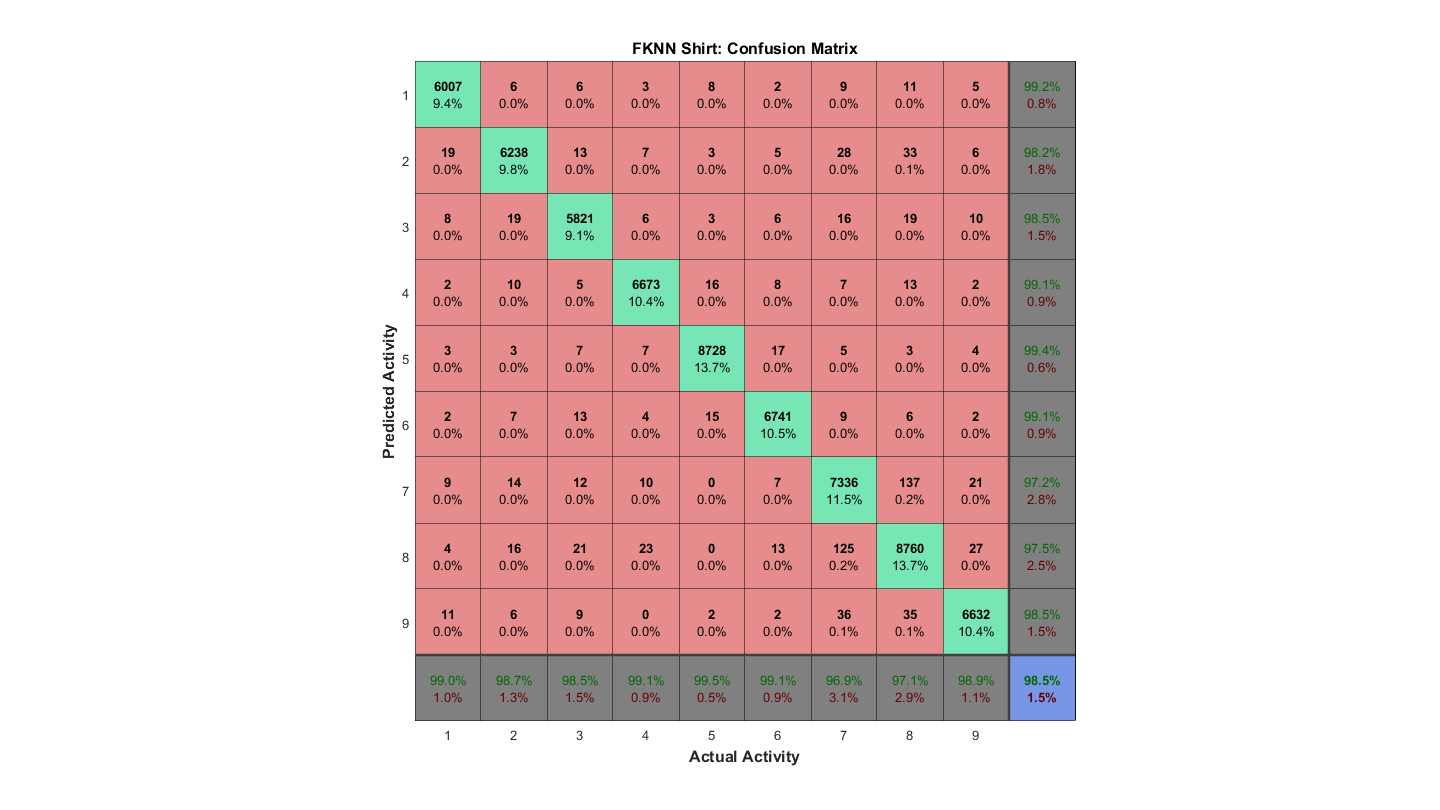 FKNN Shirt: Confusion Matrix
6007 6 6 3 8 2 9 11 5 99.2%
1
9.4% 0.0% 0.0% 0.0% 0.0% 0.0% 0.0% 0.0% 0.0% 0.8%
19 6238 13 7 3 5 28 33 6 98.2%
2
0.0% 9.8% 0.0% 0.0% 0.0% 0.0% 0.0% 0.1% 0.0% 1.8%
8 19 5821 6 3 6 16 19 10 98.5%
3
0.0% 0.0% 9.1% 0.0% 0.0% 0.0% 0.0% 0.0% 0.0% 1.5%
2 10 5 6673 16 8 7 13 2 99.1%
4
0.0% 0.0% 0.0% 10.4% 0.0% 0.0% 0.0% 0.0% 0.0% 0.9%
3 3 7 7 8728 17 5 3 4 99.4%
5
0.0% 0.0% 0.0% 0.0% 13.7% 0.0% 0.0% 0.0% 0.0% 0.6%
Predicted Activity
2 7 13 4 15 6741 9 6 2 99.1%
6
0.0% 0.0% 0.0% 0.0% 0.0% 10.5% 0.0% 0.0% 0.0% 0.9%
9 14 12 10 0 7 7336 137 21 97.2%
7
0.0% 0.0% 0.0% 0.0% 0.0% 0.0% 11.5% 0.2% 0.0% 2.8%
4 16 21 23 0 13 125 8760 27 97.5%
8
0.0% 0.0% 0.0% 0.0% 0.0% 0.0% 0.2% 13.7% 0.0% 2.5%
11 6 9 0 2 2 36 35 6632 98.5%
9
0.0% 0.0% 0.0% 0.0% 0.0% 0.0% 0.1% 0.1% 10.4% 1.5%
99.0% 98.7% 98.5% 99.1% 99.5% 99.1% 96.9% 97.1% 98.9% 98.5%
1.0% 1.3% 1.5% 0.9% 0.5% 0.9% 3.1% 2.9% 1.1% 1.5%
1 2 3 4 5 6 7 8 9
Actual Activity